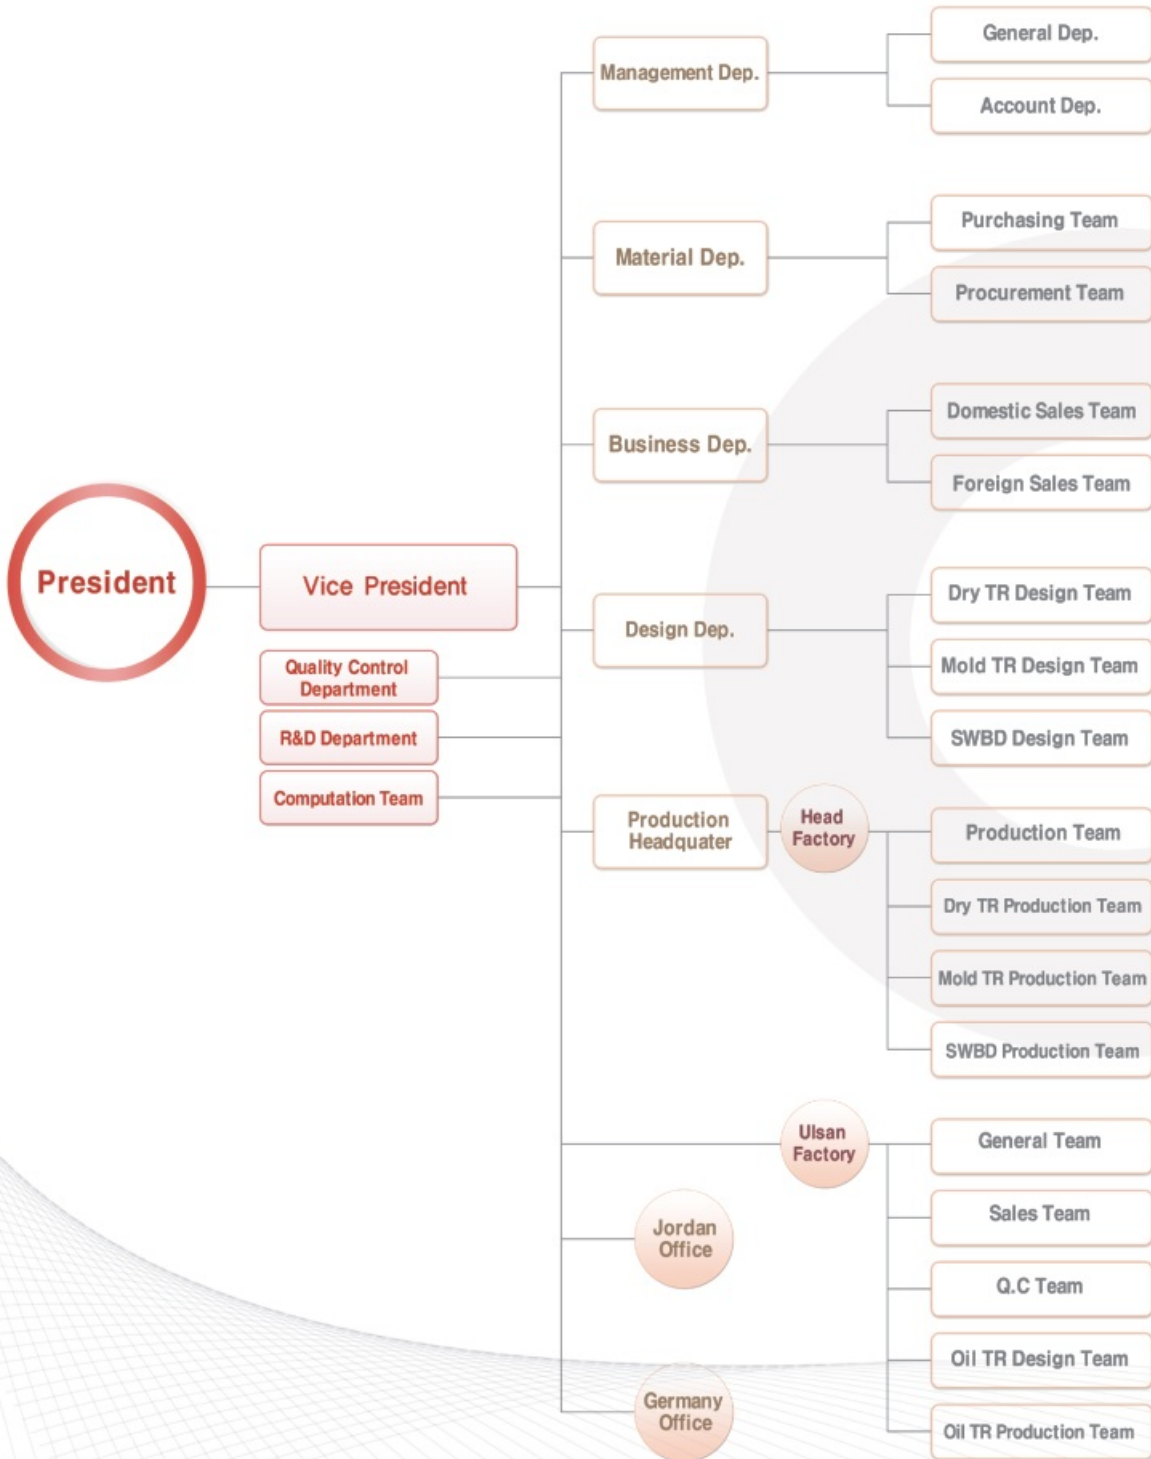 President
Vice President
Quality Control
Department
R&D Department
Computation Team
Management Dep.
General Dep.
Account Dep.
Material Dep.
Purchasing Team
Procurement Team
Business Dep.
Domestic Sales Team
Foreign Sales Team
Design Dep.
Dry TR Design Team
Mold TR Design Team
SWBD Design Team
Production
Headquater
Head
Factory
Production Team
Dry TR Production Team
Mold TR Production Team
SWBD Production Team
Ulsan
Factory
General Team
Sales Team
Q.C Team
Oil TR Design Team
Oil TR Production Team
Jordan
Office
Germany
Office